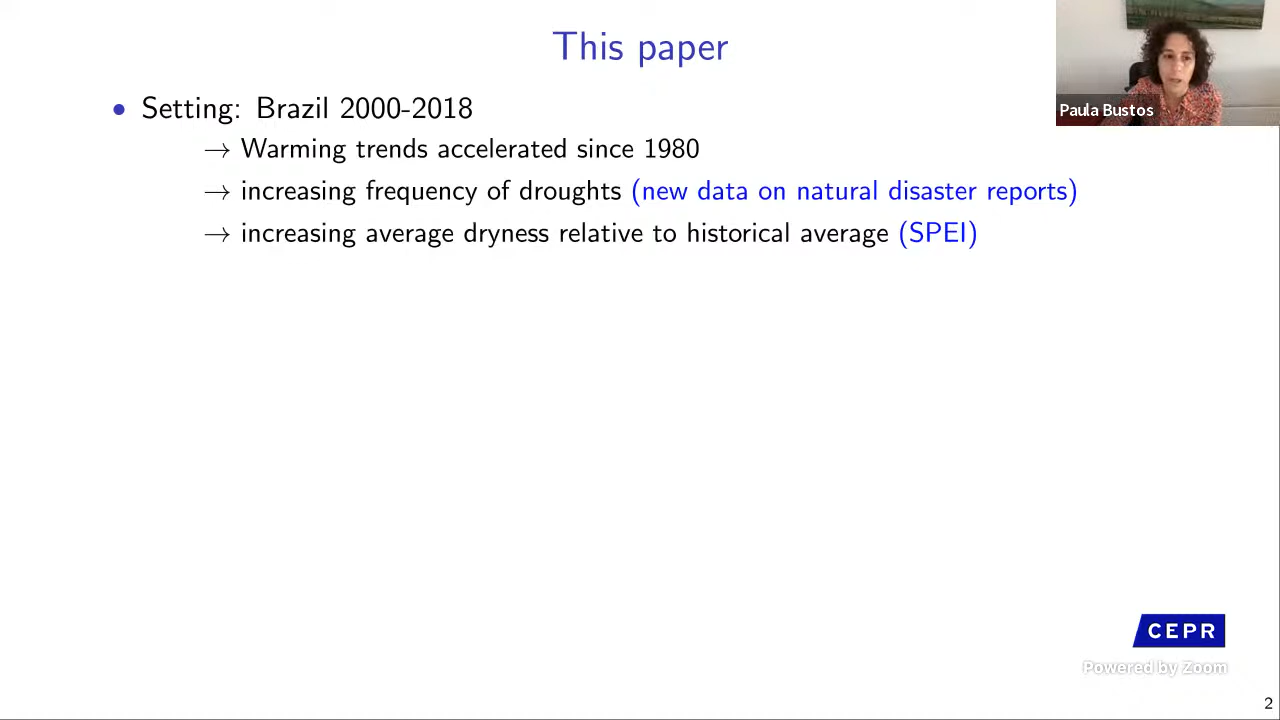 This paper
Paula Bustos
• Setting: Brazil 2000-2018
→ Warming trends accelerated since 1980
→ increasing frequency of droughts (new data on natural disaster reports)
→ increasing average dryness relative to historical average (SPEI)
CEPR
Powered by Zoom
2